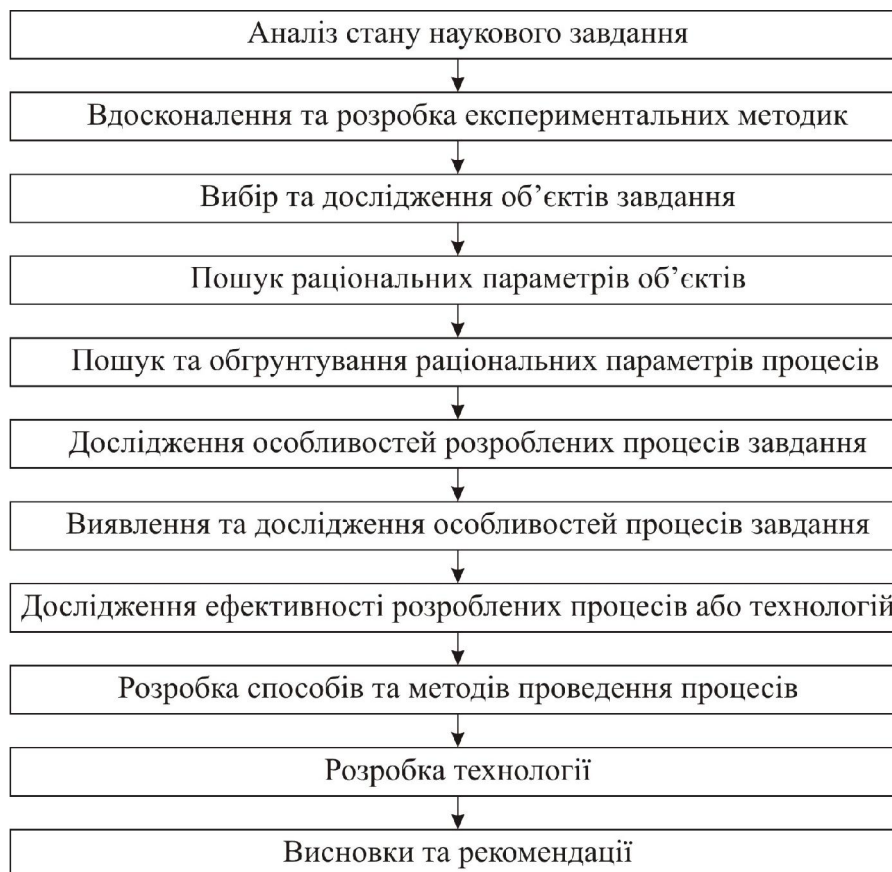 Аналіз стану наукового завдання
Вдосконалення та розробка експериментальних методик
Вибір та дослідження об’єктів завдання
Пошук раціональних параметрів об’єктів
Пошук та обгрунтування раціональних параметрів процесів
Дослідження особливостей розроблених процесів завдання
Виявлення та дослідження особливостей процесів завдання
Дослідження ефективності розроблених процесів або технологій
Розробка способів та методів проведення процесів
Розробка технології
Висновки та рекомендації